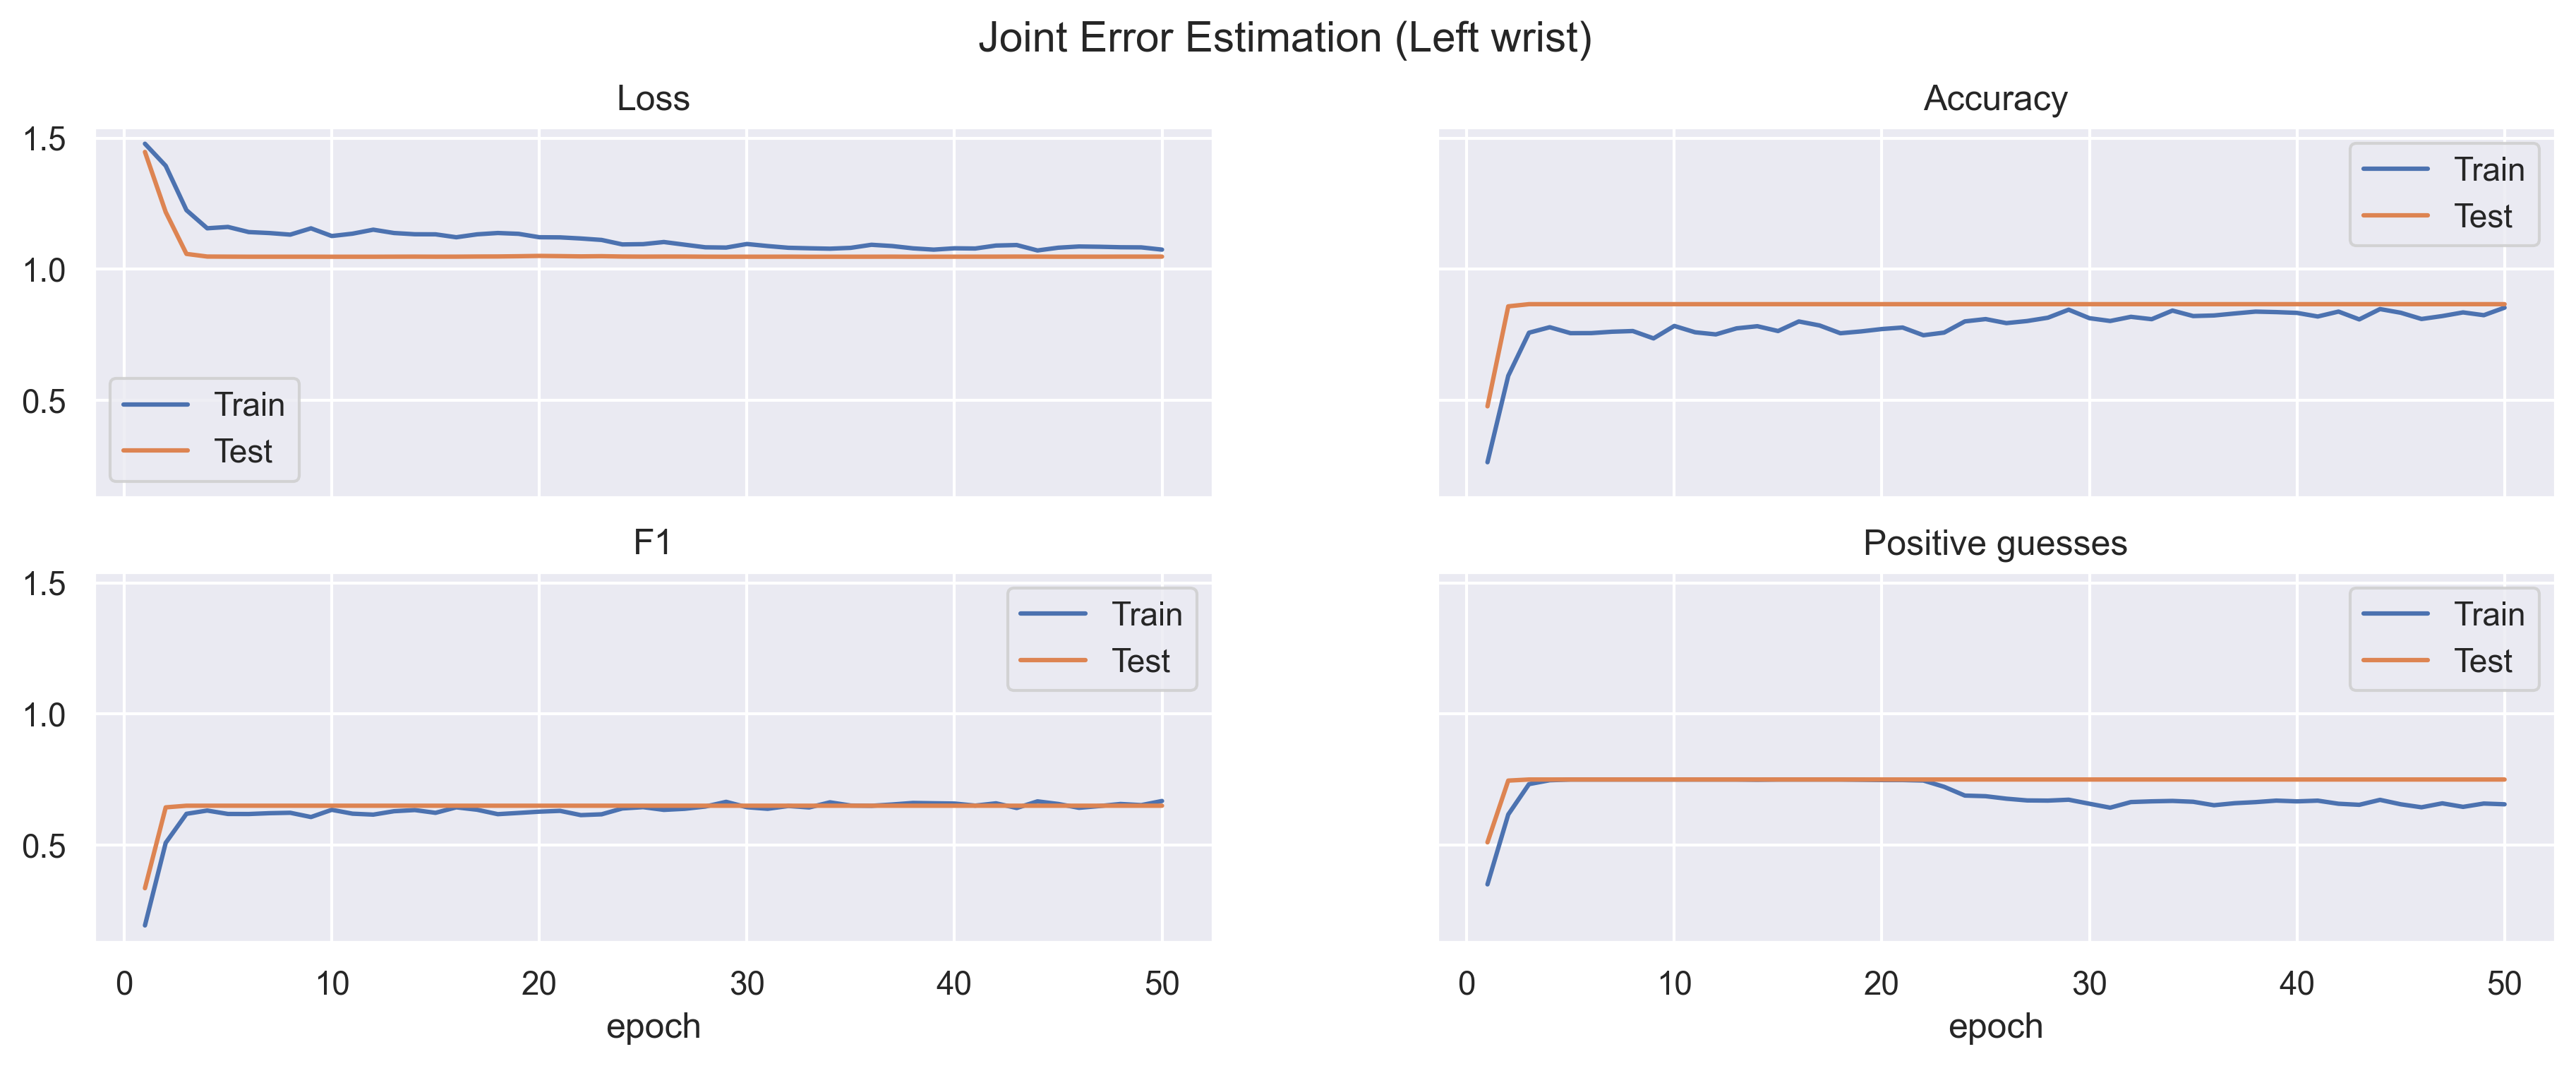 Joint Error Estimation (Left wrist)
Loss
Accuracy
1.5
1.0
0.5
Train
Test
Train
Test
F1
Positive guesses
1.5
1.0
0.5
Train
Test
Train
Test
0 10 20 30 40 50
0 10 20 30 40 50
epoch
epoch